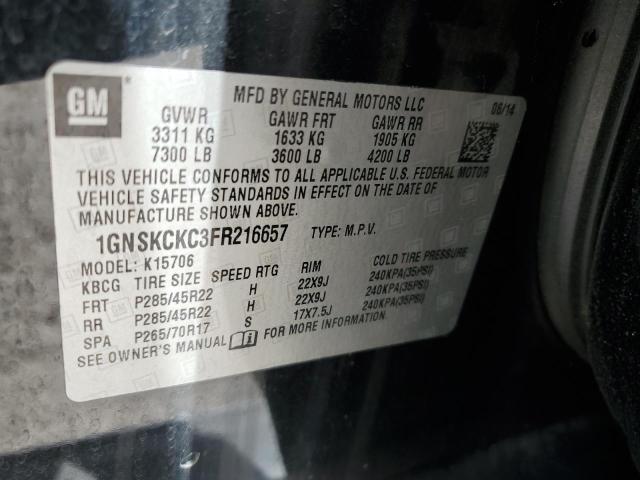 GM
MFD BY GENERAL MOTORS LLC 08/14
GVWR GAWR FRT GAWR RR
3311 KG 1633 KG 1905 KG
7300 LB 3600 LB 4200 LB
THIS VEHICLE CONFORMS TO ALL APPLICABLE U.S. FEDERAL MOTOR
VEHICLE SAFETY STANDARDS IN EFFECT ON THE DATE OF
MANUFACTURE SHOWN ABOVE.
1GNSKCKC3FR216657 TYPE: M.P.V.
MODEL: K15706
KBCG TIRE SIZE SPEED RTG RIM COLD TIRE PRESSURE
FRT P285/45R22 H 22X9J 240KPA(35PSI)
RR P285/45R22 H 22X9J 240KPA(35PSI)
SPA P265/70R17 S 17X7.5J 240KPA(35PSI)
SEE OWNER'S MANUAL FOR MORE INFORMATION.